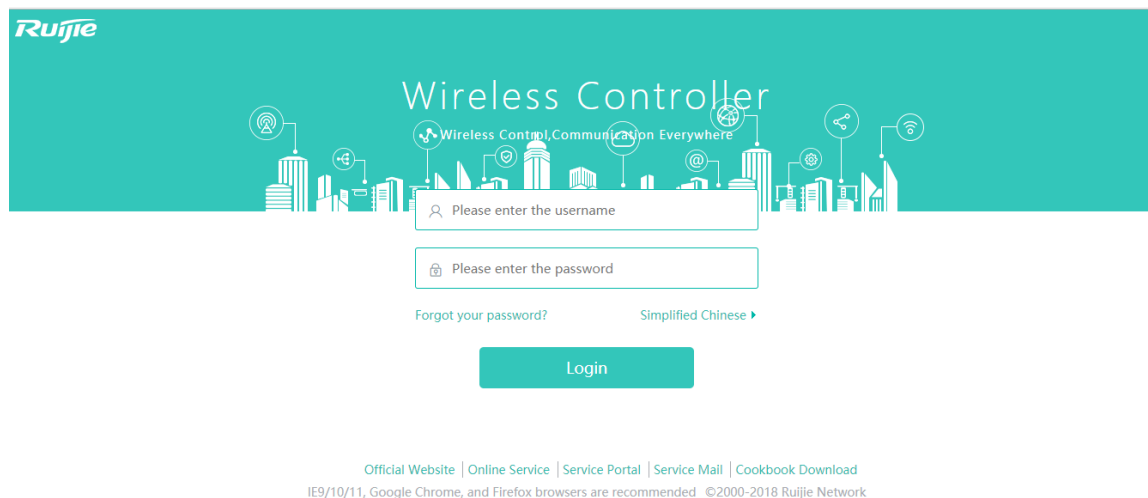 Ruijie
Wireless Controller
Wireless Control,Communication Everywhere
@
Please enter the username
Please enter the password
Forgot your password? Simplified Chinese
Login
Official Website | Online Service | Service Portal | Service Mail | Cookbook Download
IE9/10/11, Google Chrome, and Firefox browsers are recommended ©2000-2018 Ruijie Network